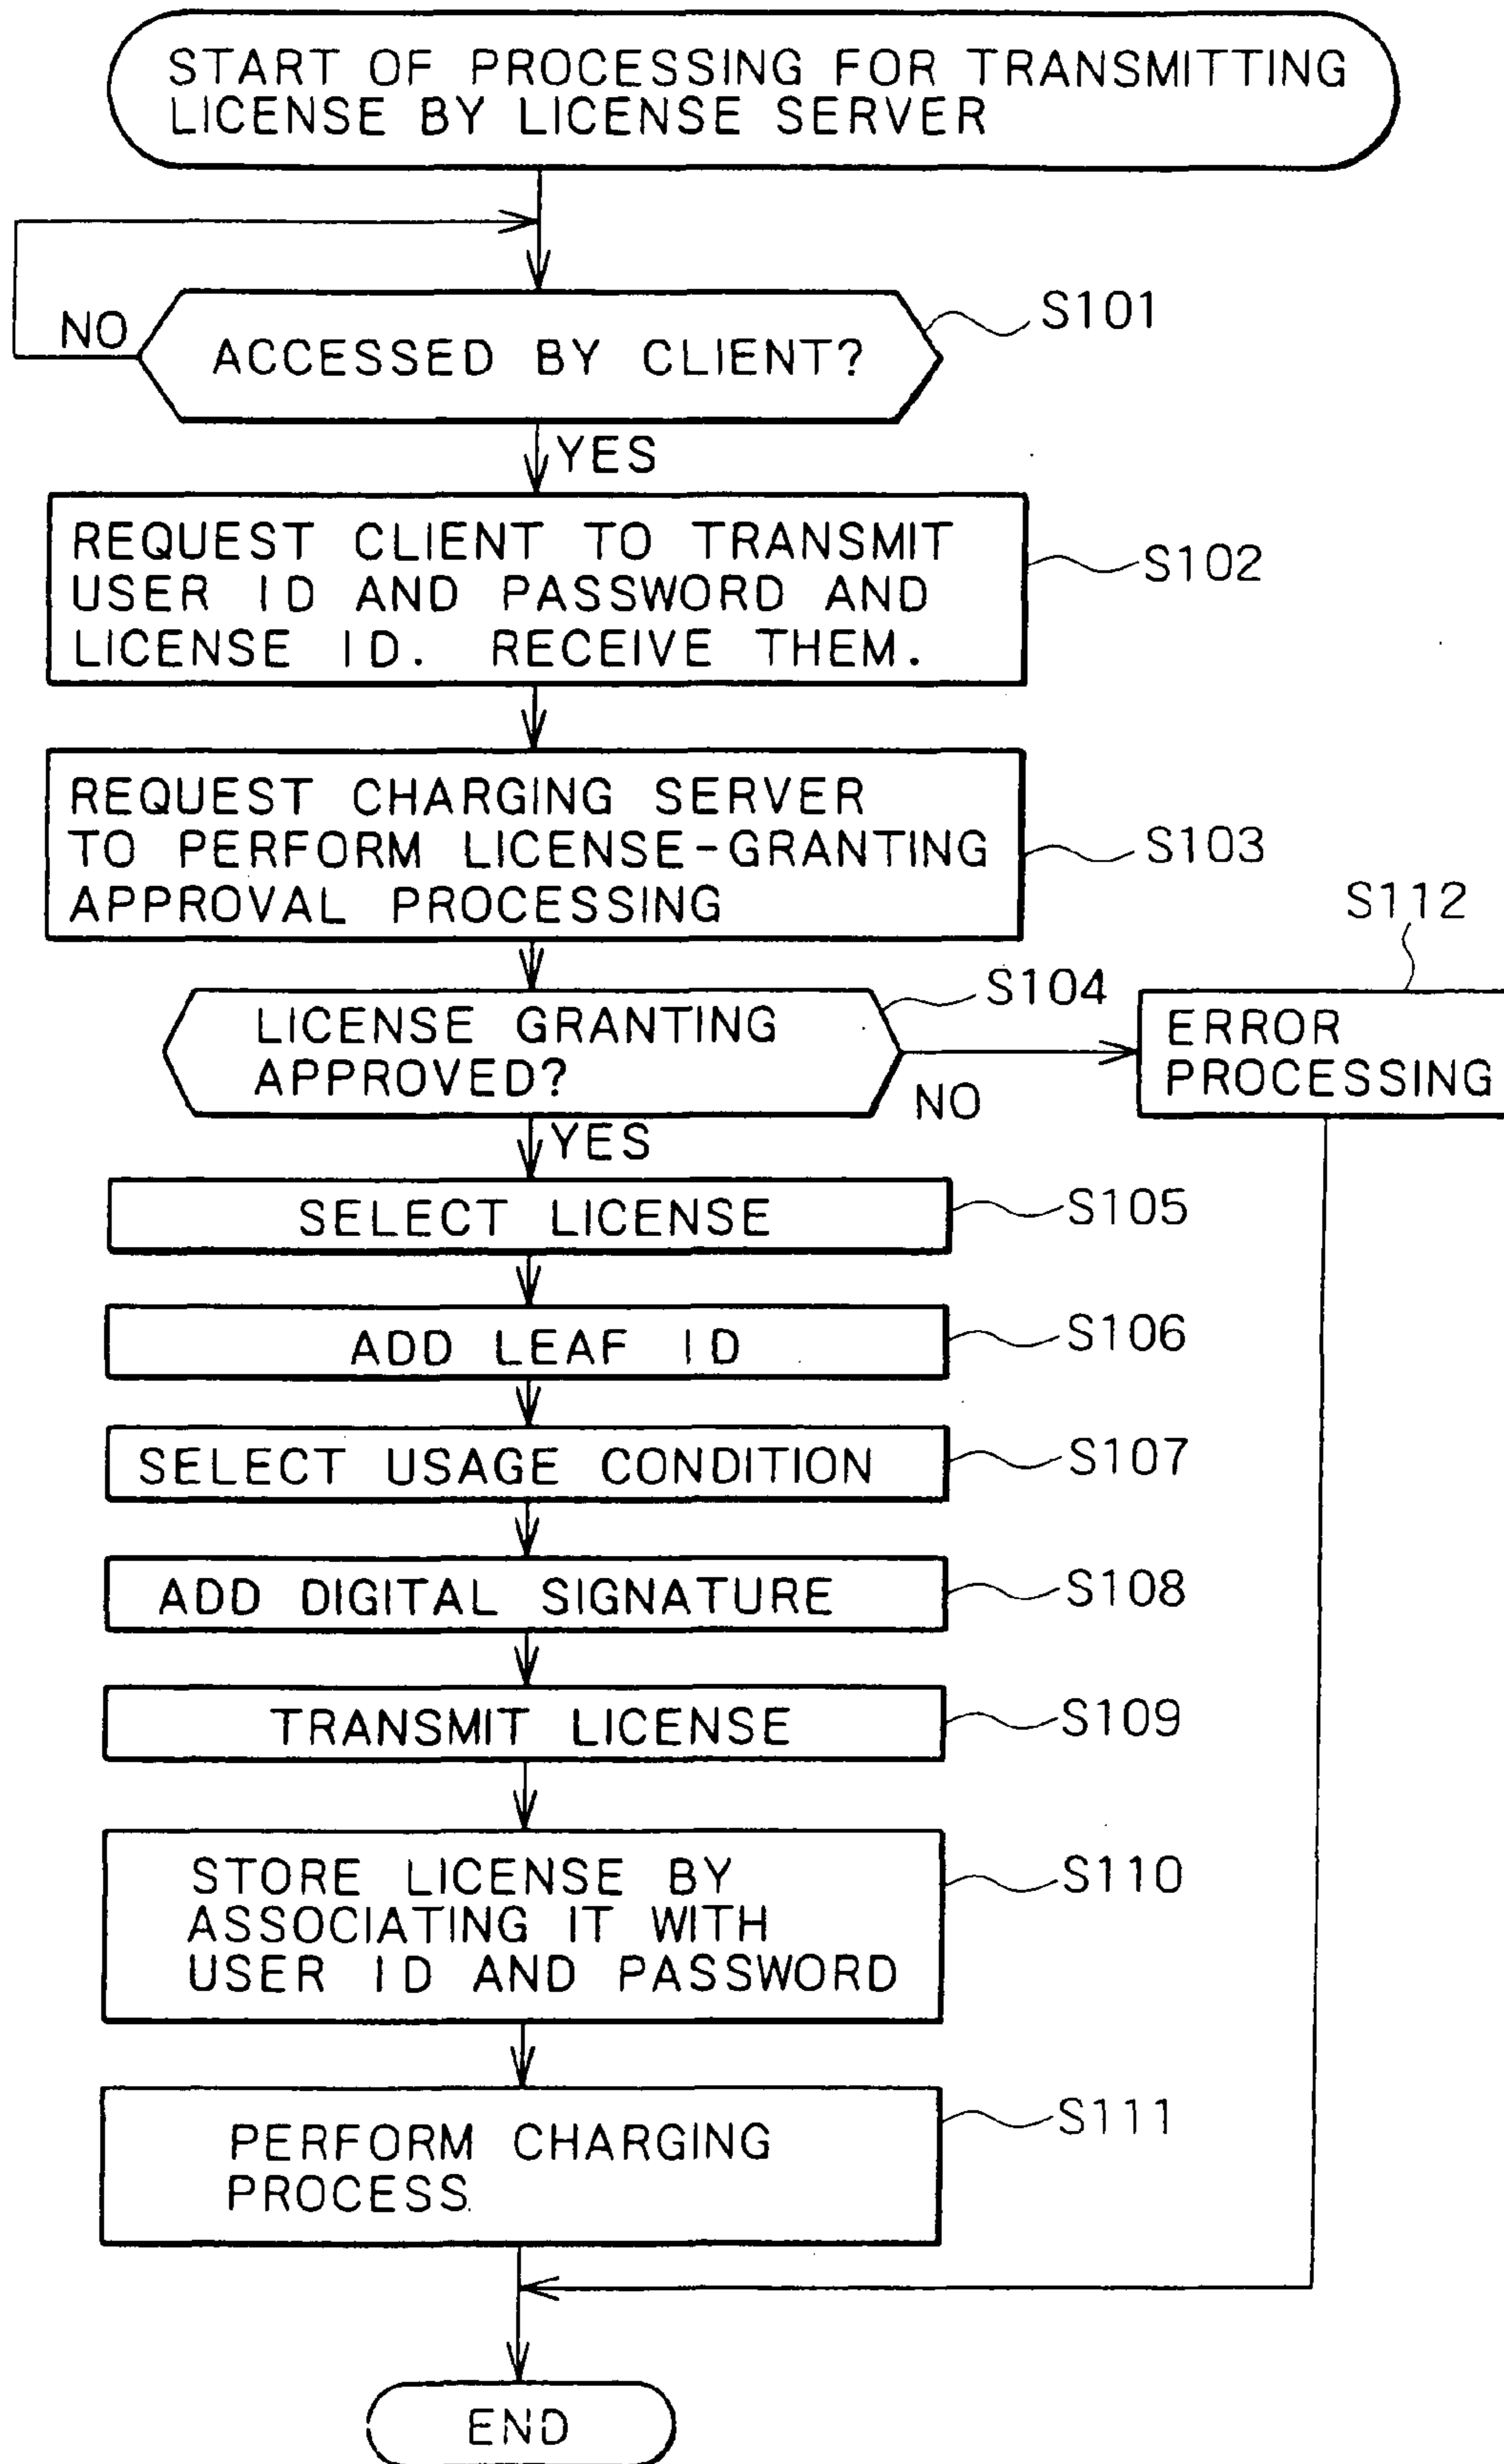 START OF PROCESSING FOR TRANSMITTING
LICENSE BY LICENSE SERVER
NO
ACCESSED BY CLIENT?
S101
YES
REQUEST CLIENT TO TRANSMIT
USER ID AND PASSWORD AND
LICENSE ID. RECEIVE THEM.
S102
REQUEST CHARGING SERVER
TO PERFORM LICENSE-GRANTING
APPROVAL PROCESSING
S103
LICENSE GRANTING
APPROVED?
S104
NO
S112
ERROR
PROCESSING
YES
SELECT LICENSE
S105
ADD LEAF ID
S106
SELECT USAGE CONDITION
S107
ADD DIGITAL SIGNATURE
S108
TRANSMIT LICENSE
S109
STORE LICENSE BY
ASSOCIATING IT WITH
USER ID AND PASSWORD
S110
PERFORM CHARGING
PROCESS
S111
END